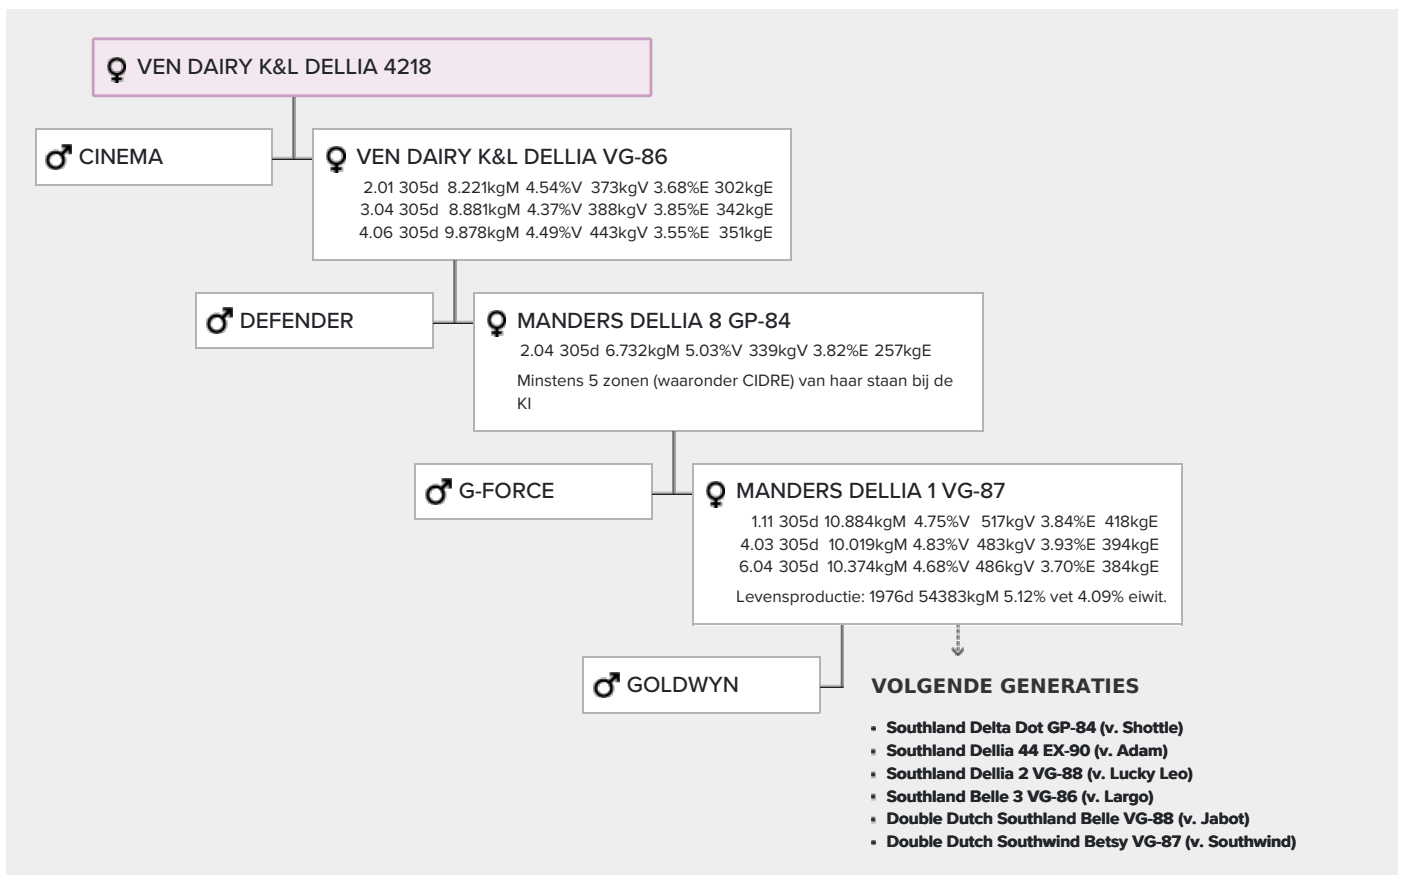 VEN DAIRY K&L DELLIA 4218
CINEMA
VEN DAIRY K&L DELLIA VG-86
2.01 305d 8.221kgM 4.54%V 373kgV 3.68%E 302kgE
3.04 305d 8.881kgM 4.37%V 388kgV 3.85%E 342kgE
4.06 305d 9.878kgM 4.49%V 443kgV 3.55%E 351kgE
DEFENDER
MANDERS DELLIA 8 GP-84
2.04 305d 6.732kgM 5.03%V 339kgV 3.82%E 257kgE
Minstens 5 zonen (waaronder CIDRE) van haar staan bij de
KI
G-FORCE
MANDERS DELLIA 1 VG-87
1.11 305d 10.884kgM 4.75%V 517kgV 3.84%E 418kgE
4.03 305d 10.019kgM 4.83%V 483kgV 3.93%E 394kgE
6.04 305d 10.374kgM 4.68%V 486kgV 3.70%E 384kgE
Levensproductie: 1976d 54383kgM 5.12% vet 4.09% eiwit.
GOLDWYN
VOLGENDE GENERATIES
▪ Southland Delta Dot GP-84 (v. Shottle)
▪ Southland Dellia 44 EX-90 (v. Adam)
▪ Southland Dellia 2 VG-88 (v. Lucky Leo)
▪ Southland Belle 3 VG-86 (v. Largo)
▪ Double Dutch Southland Belle VG-88 (v. Jabot)
▪ Double Dutch Southwind Betsy VG-87 (v. Southwind)